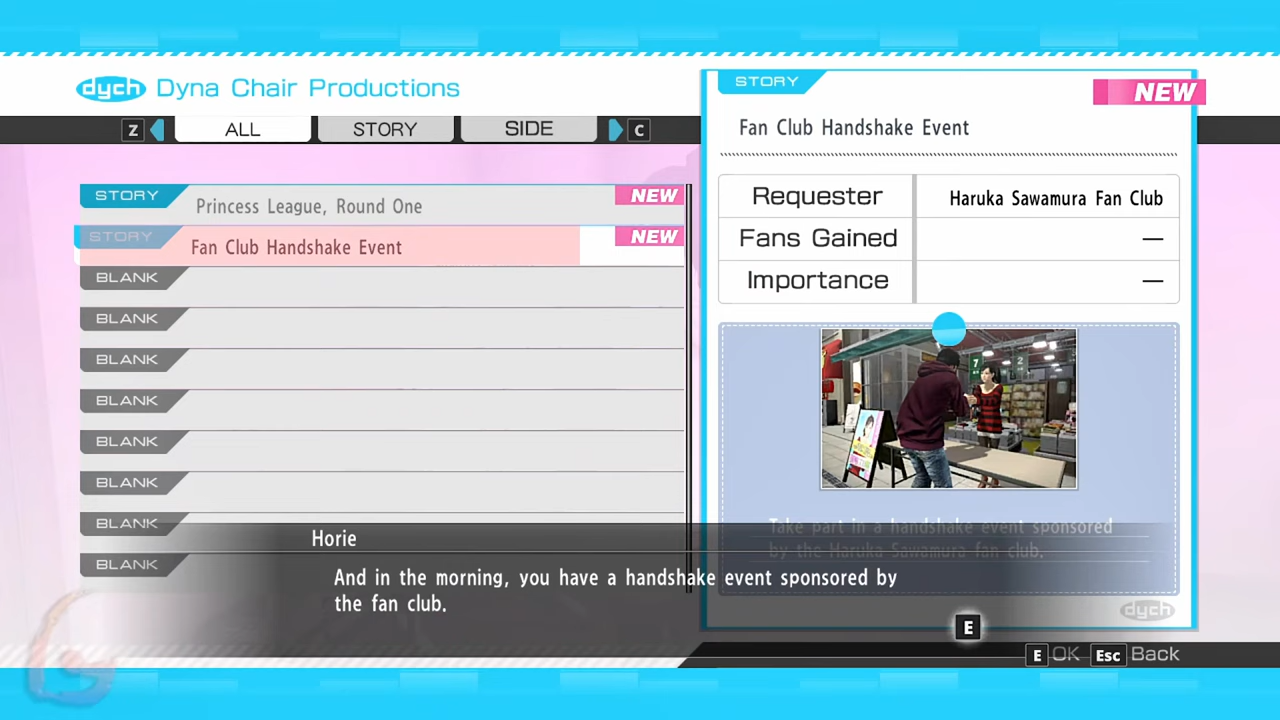 dych Dyna Chair Productions
Z ALL STORY SIDE C
STORY Princess League, Round One NEW
STORY Fan Club Handshake Event NEW
BLANK
BLANK
BLANK
BLANK
BLANK
BLANK
BLANK
BLANK
STORY
NEW
Fan Club Handshake Event
Requester Haruka Sawamura Fan Club
Fans Gained —
Importance —
7 2
Take part in a handshake event sponsored
by the Haruka Sawamura fan club.
Horie
And in the morning, you have a handshake event sponsored by
the fan club.
dych
E
E OK Esc Back